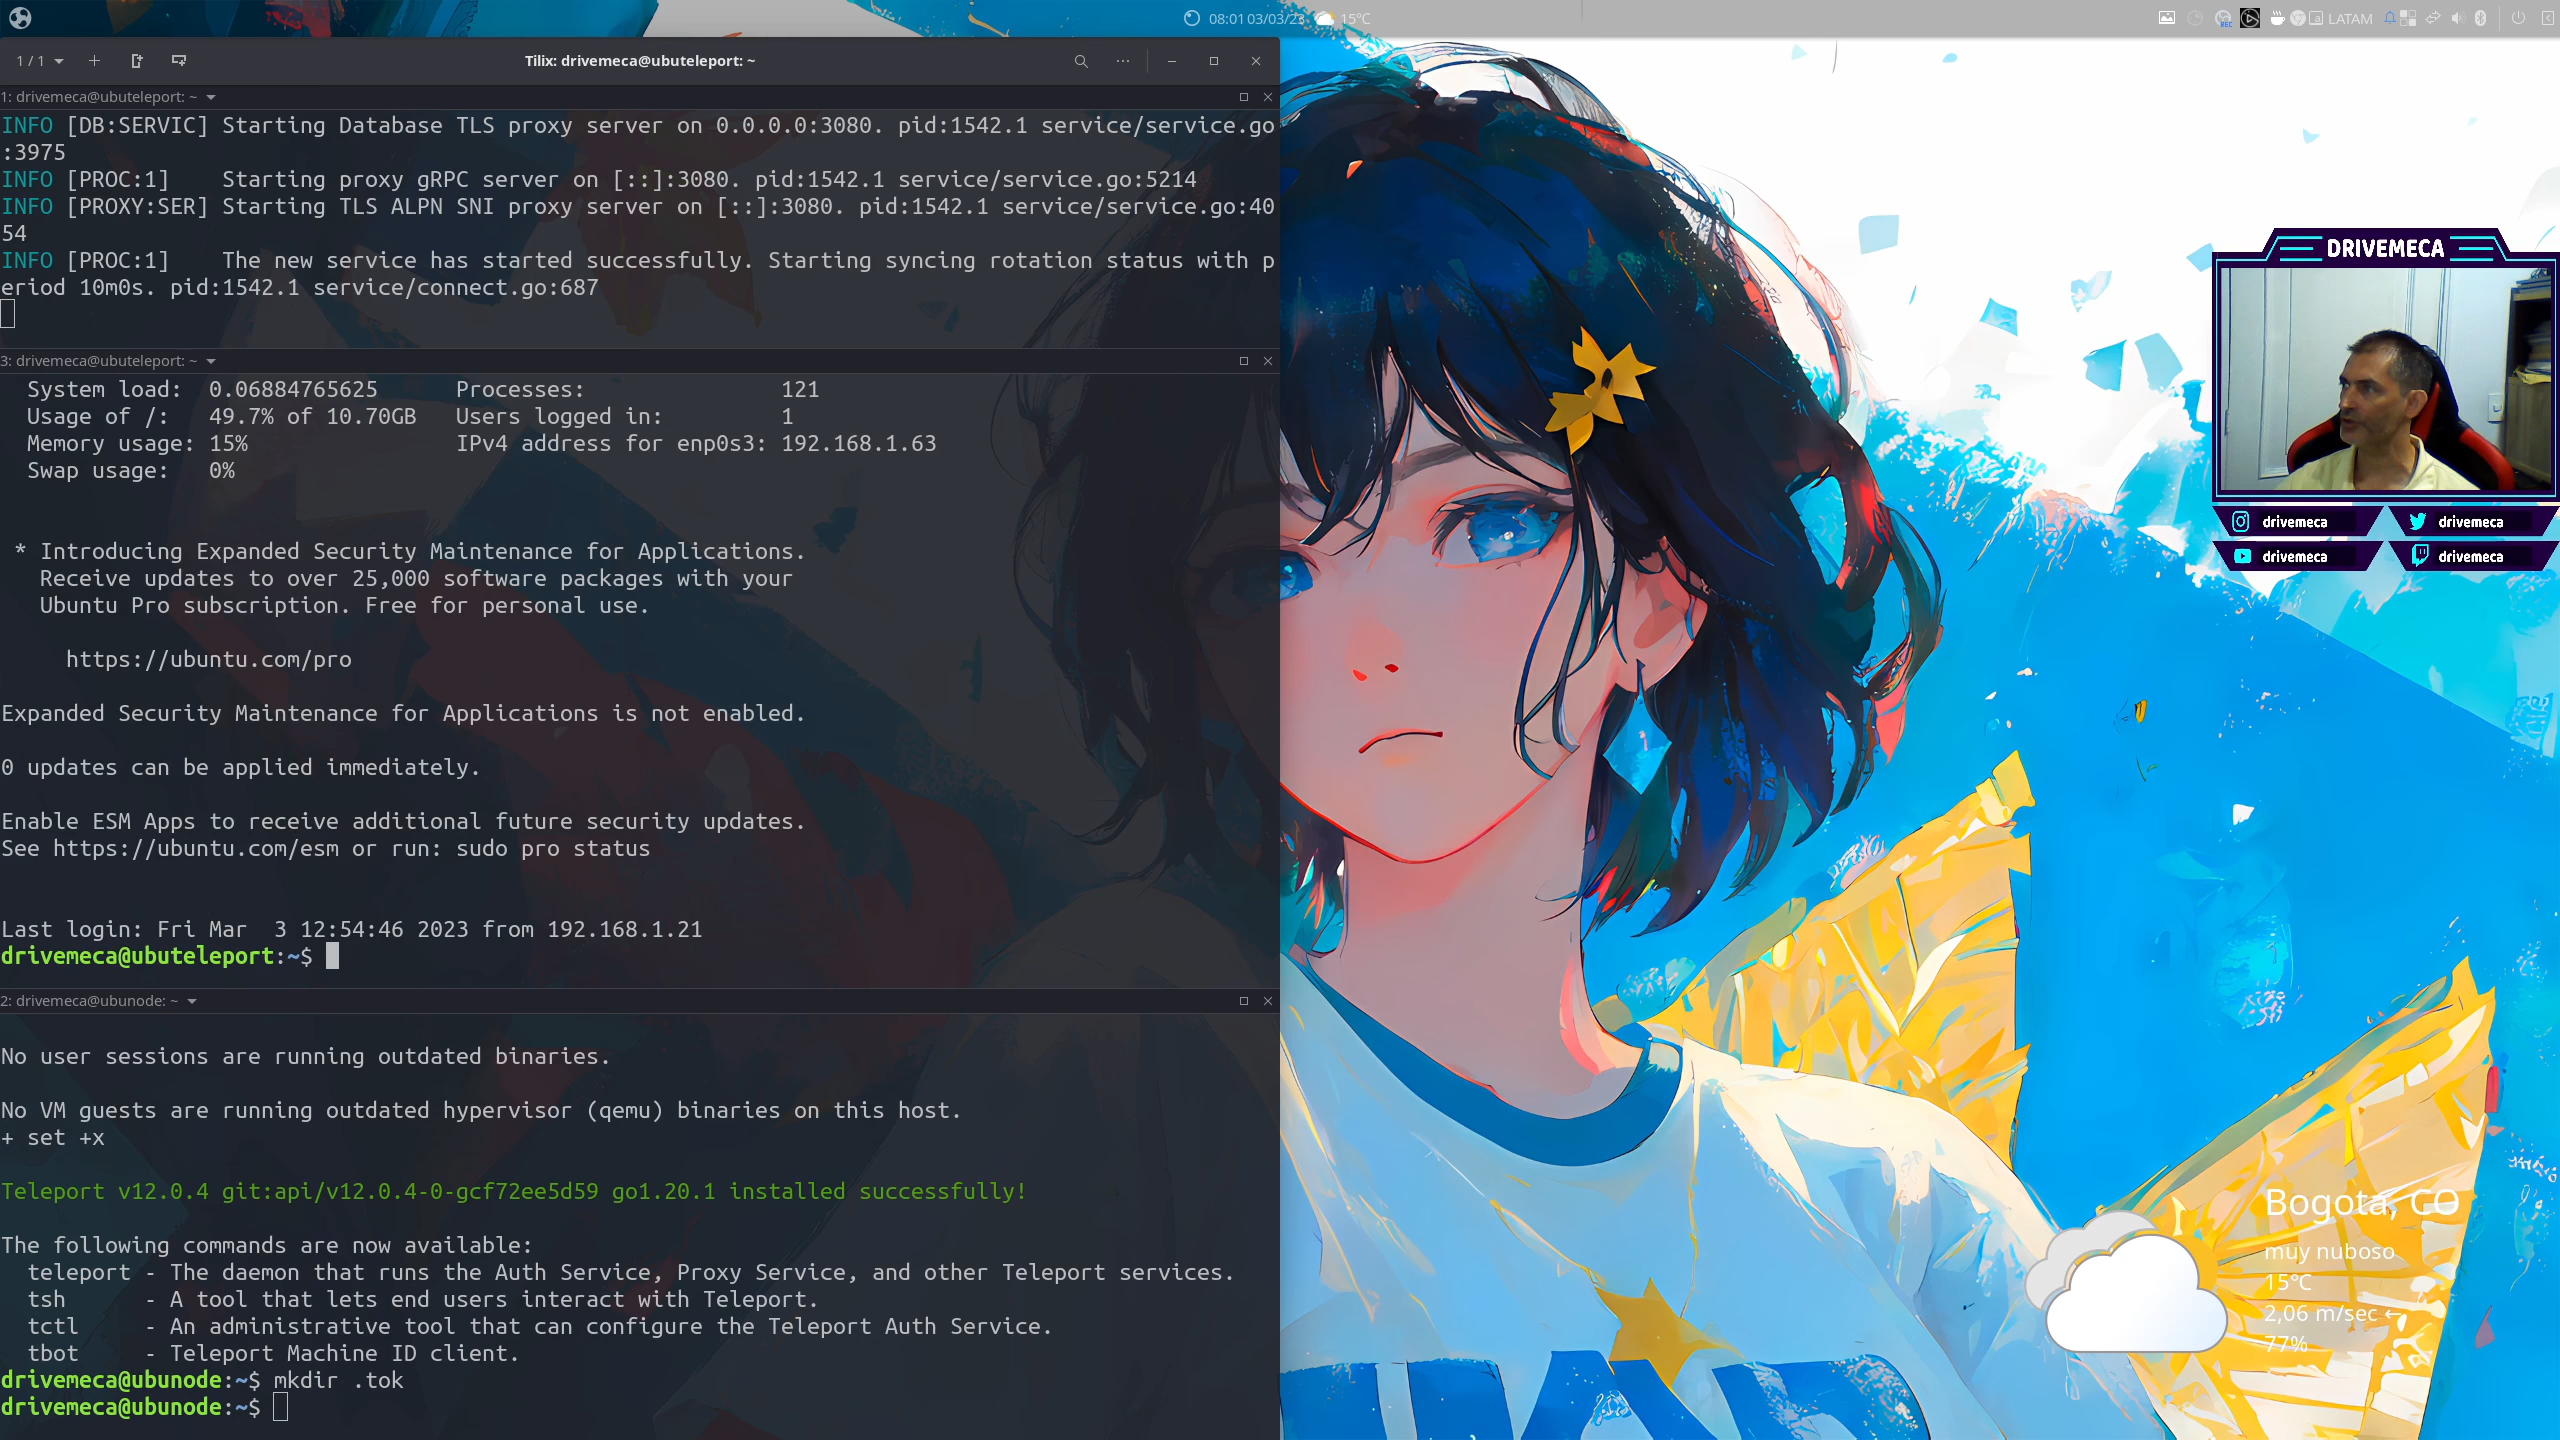 08:01 03/03/23 15°C
LATAM
1 / 1
Tilix: drivemeca@ubuteleport: ~
1: drivemeca@ubuteleport: ~
INFO [DB:SERVIC] Starting Database TLS proxy server on 0.0.0.0:3080. pid:1542.1 service/service.go
:3975
INFO [PROC:1]    Starting proxy gRPC server on [::]:3080. pid:1542.1 service/service.go:5214
INFO [PROXY:SER] Starting TLS ALPN SNI proxy server on [::]:3080. pid:1542.1 service/service.go:40
54
INFO [PROC:1]    The new service has started successfully. Starting syncing rotation status with p
eriod 10m0s. pid:1542.1 service/connect.go:687
3: drivemeca@ubuteleport: ~
System load:  0.06884765625      Processes:               121
Usage of /:   49.7% of 10.70GB   Users logged in:         1
Memory usage: 15%                IPv4 address for enp0s3: 192.168.1.63
Swap usage:   0%
* Introducing Expanded Security Maintenance for Applications.
Receive updates to over 25,000 software packages with your
Ubuntu Pro subscription. Free for personal use.
https://ubuntu.com/pro
Expanded Security Maintenance for Applications is not enabled.
0 updates can be applied immediately.
Enable ESM Apps to receive additional future security updates.
See https://ubuntu.com/esm or run: sudo pro status
Last login: Fri Mar  3 12:54:46 2023 from 192.168.1.21
drivemeca@ubuteleport:~$
2: drivemeca@ubunode: ~
No user sessions are running outdated binaries.
No VM guests are running outdated hypervisor (qemu) binaries on this host.
+ set +x
Teleport v12.0.4 git:api/v12.0.4-0-gcf72ee5d59 go1.20.1 installed successfully!
The following commands are now available:
teleport - The daemon that runs the Auth Service, Proxy Service, and other Teleport services.
tsh      - A tool that lets end users interact with Teleport.
tctl     - An administrative tool that can configure the Teleport Auth Service.
tbot     - Teleport Machine ID client.
drivemeca@ubunode:~$ mkdir .tok
drivemeca@ubunode:~$
DRIVEMECA
drivemeca drivemeca
drivemeca drivemeca
Bogotá, CO
muy nuboso
15°C
2,06 m/sec ←
77%